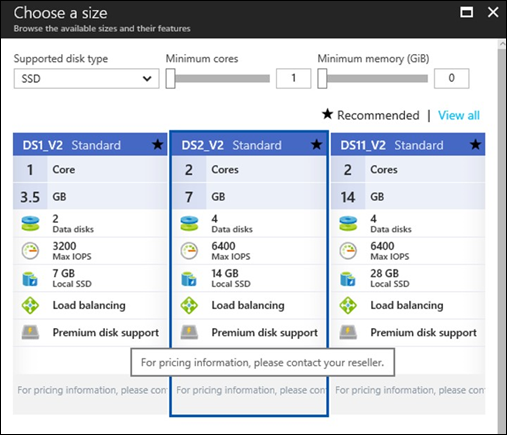 Choose a size
Browse the available sizes and their features
Supported disk type
Minimum cores
Minimum memory (GiB)
SSD
1
0
★ Recommended | View all
DS1_V2 Standard ★
1 Core
3.5 GB
2
Data disks
3200
Max IOPS
7 GB
Local SSD
Load balancing
Premium disk support
For pricing information, please con
DS2_V2 Standard ★
2 Cores
7 GB
4
Data disks
6400
Max IOPS
14 GB
Local SSD
Load balancing
Premium disk support
For pricing information, please con
DS11_V2 Standard ★
2 Cores
14 GB
4
Data disks
6400
Max IOPS
28 GB
Local SSD
Load balancing
Premium disk support
For pricing information, please con
For pricing information, please contact your reseller.